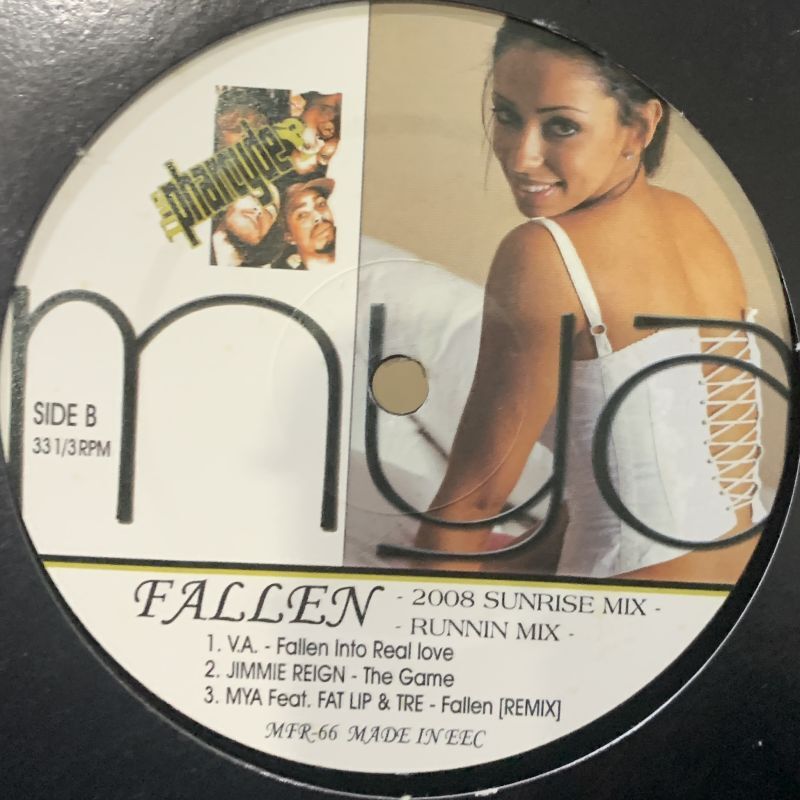 The pharcyde
mya
SIDE B
33 1/3 RPM
FALLEN - 2008 SUNRISE MIX -
- RUNNIN MIX -
1. V.A. - Fallen Into Real love
2. JIMMIE REIGN - The Game
3. MYA Feat. FAT LIP & TRE - Fallen [REMIX]
MFR-66 MADE IN EEC